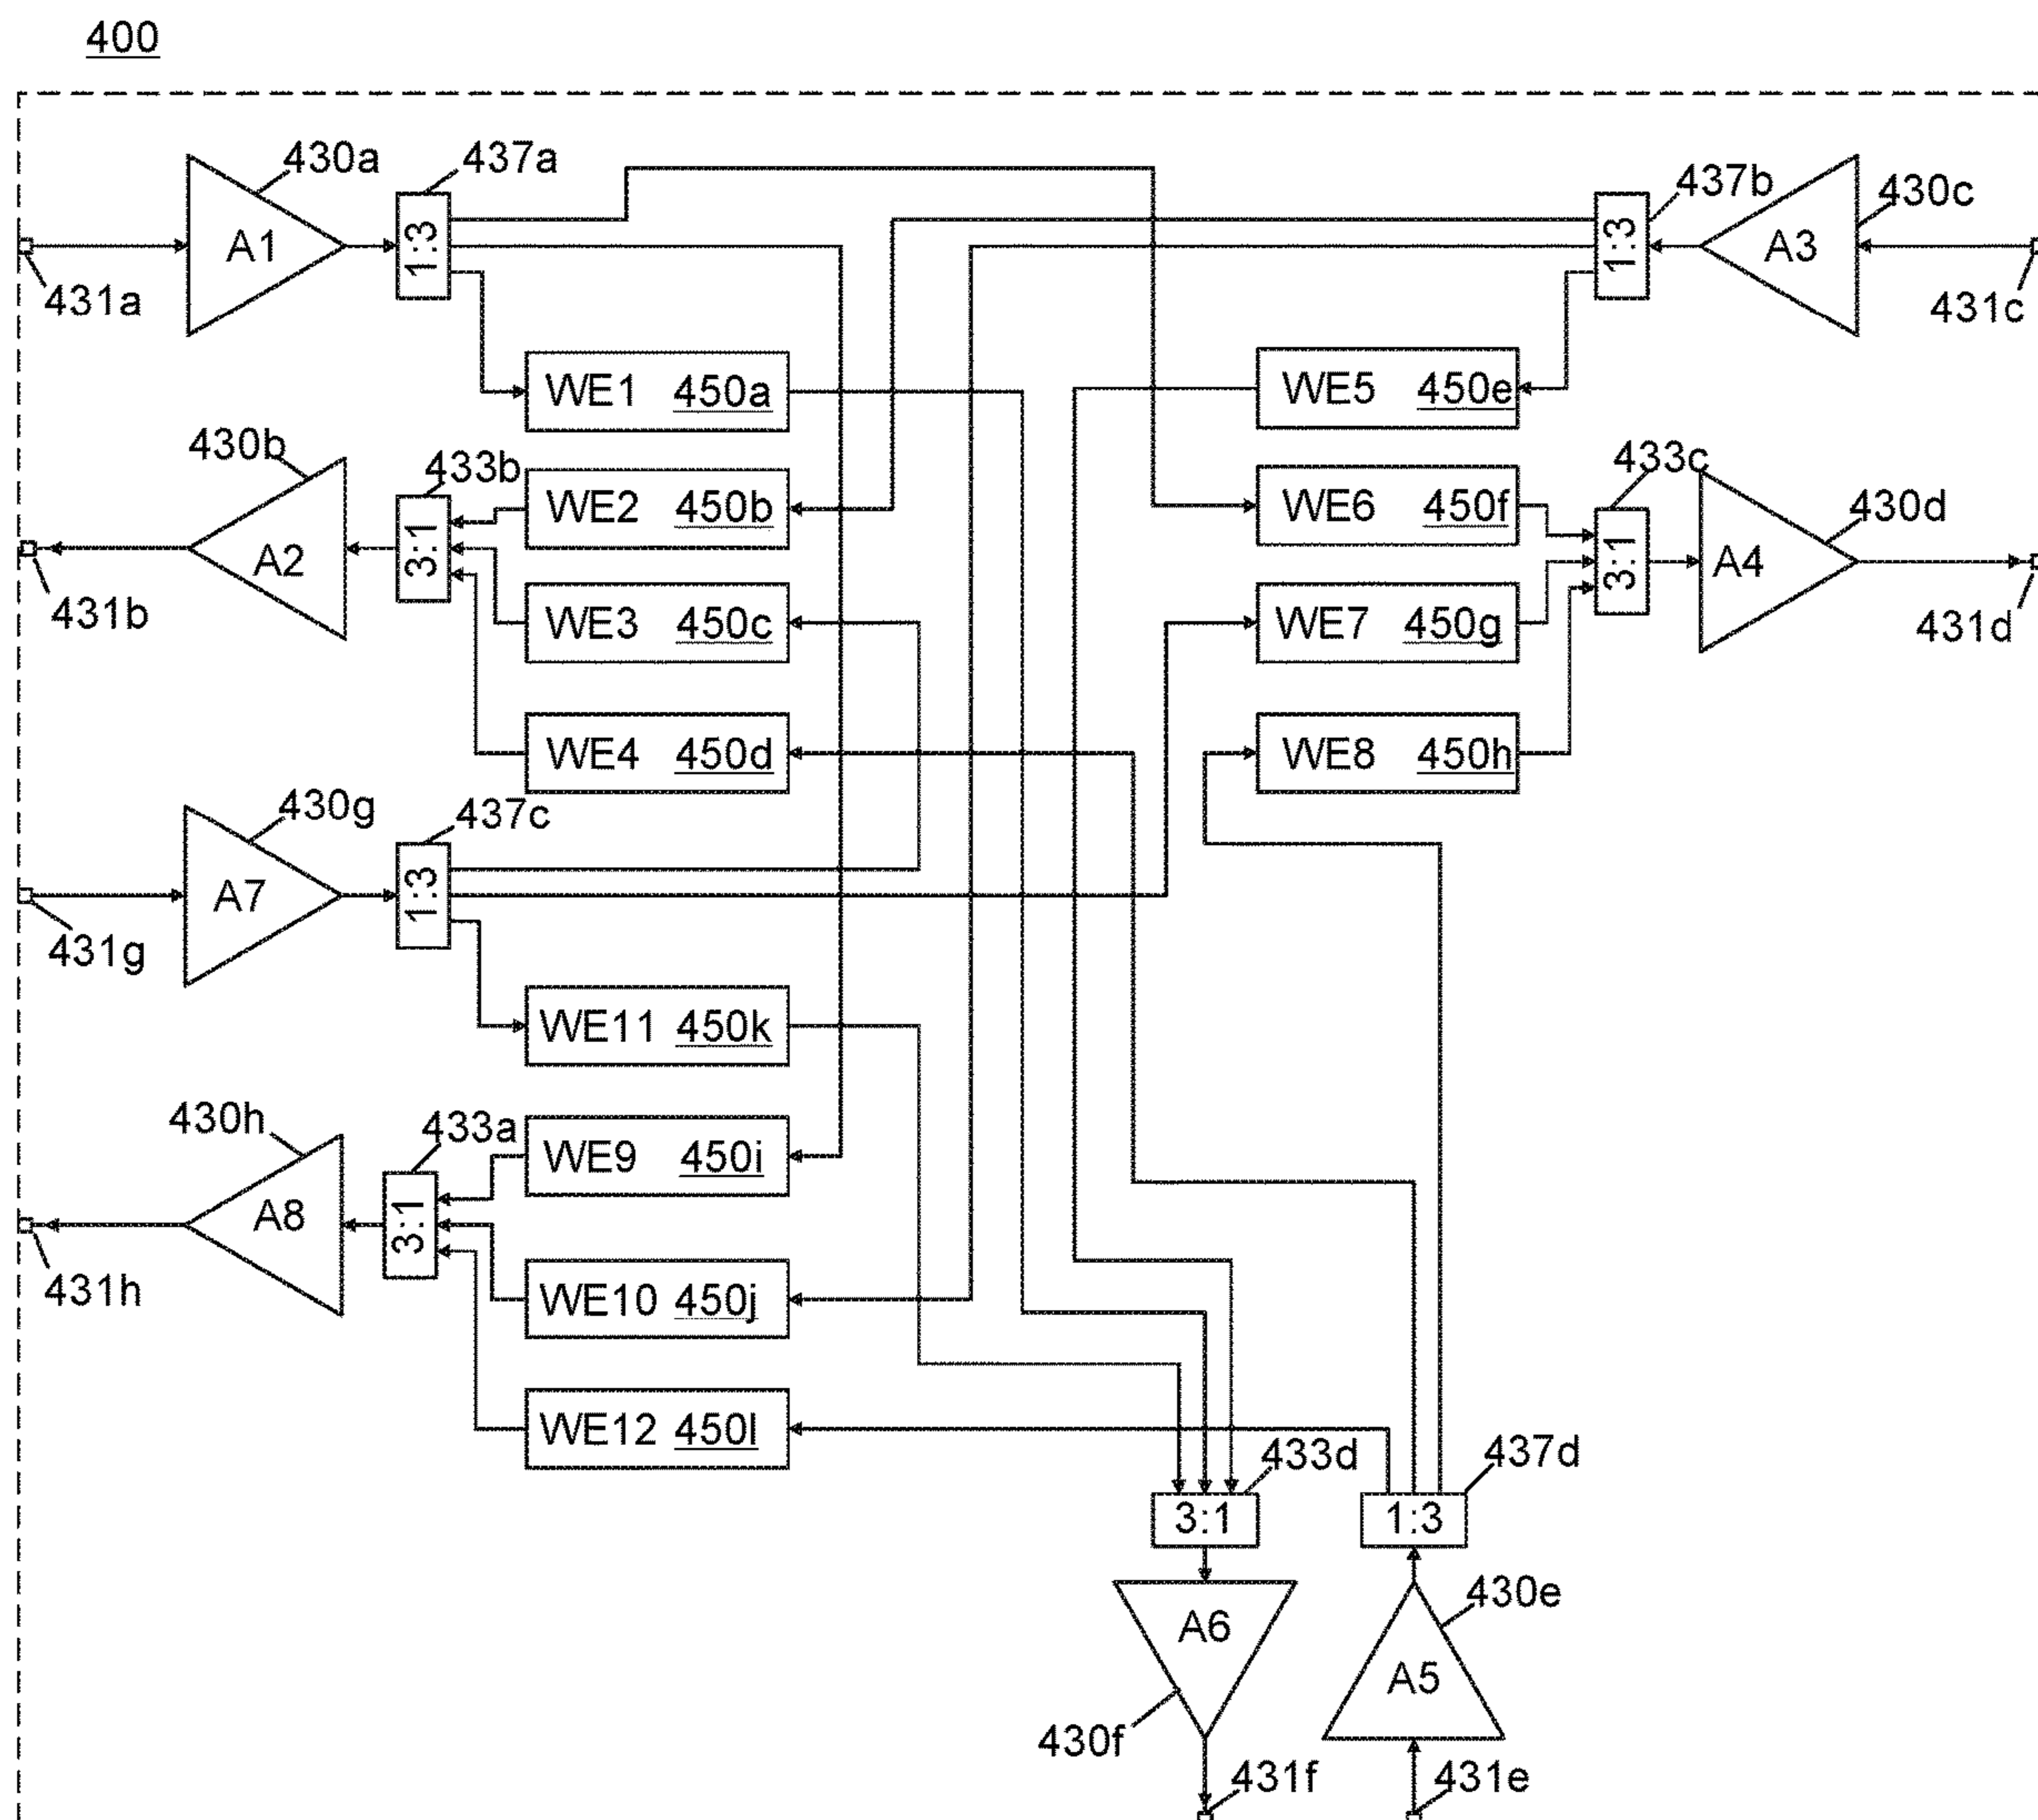 400
430a
437a
437b
430c
A1
1:3
1:3
A3
431a
431c
WE1 450a
WE5 450e
430b
433b
433c
430d
WE2 450b
WE6 450f
A2
3:1
3:1
A4
431b
WE3 450c
WE7 450g
431d
WE4 450d
WE8 450h
430g
437c
A7
1:3
431g
WE11 450k
430h
433a
WE9 450i
A8
3:1
431h
WE10 450j
WE12 450l
433d
437d
3:1
1:3
A6
430e
A5
430f
431f
431e